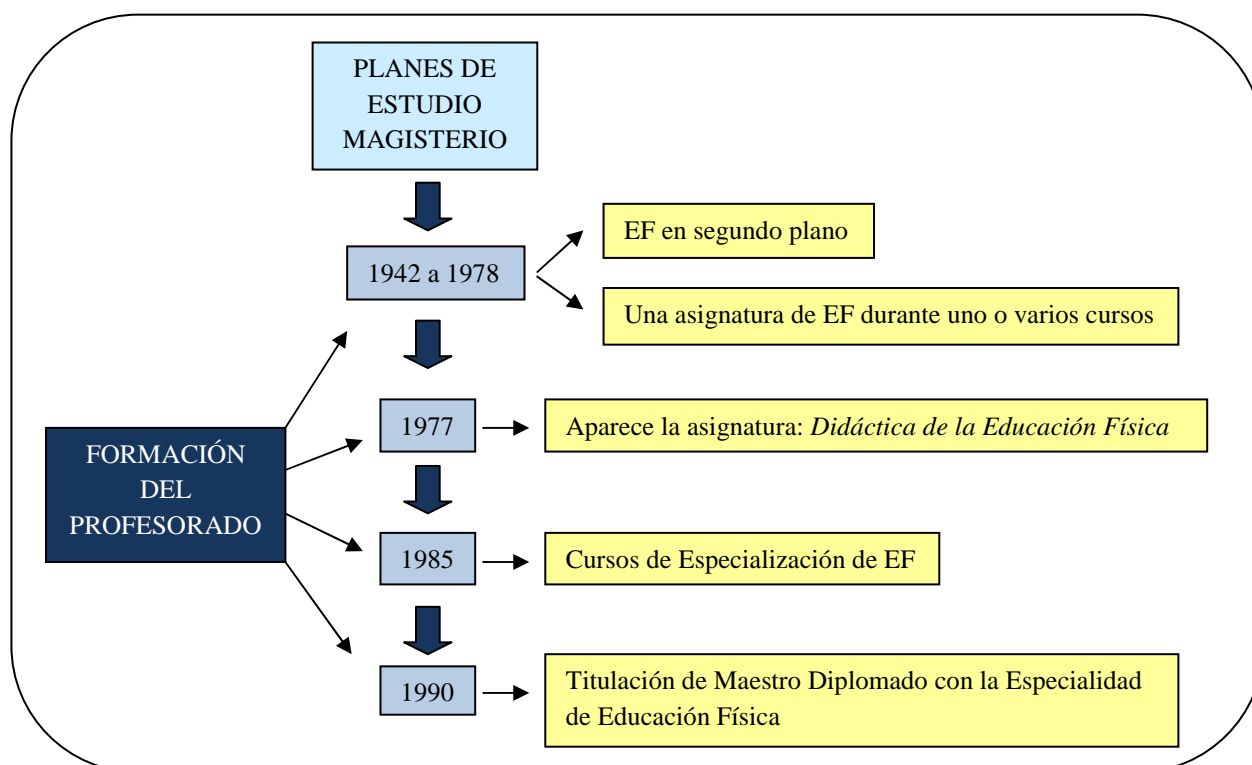 PLANES DE
ESTUDIO
MAGISTERIO
1942 a 1978
EF en segundo plano
Una asignatura de EF durante uno o varios cursos
FORMACIÓN
DEL
PROFESORADO
1977
Aparece la asignatura: Didáctica de la Educación Física
1985
Cursos de Especialización de EF
1990
Titulación de Maestro Diplomado con la Especialidad
de Educación Física